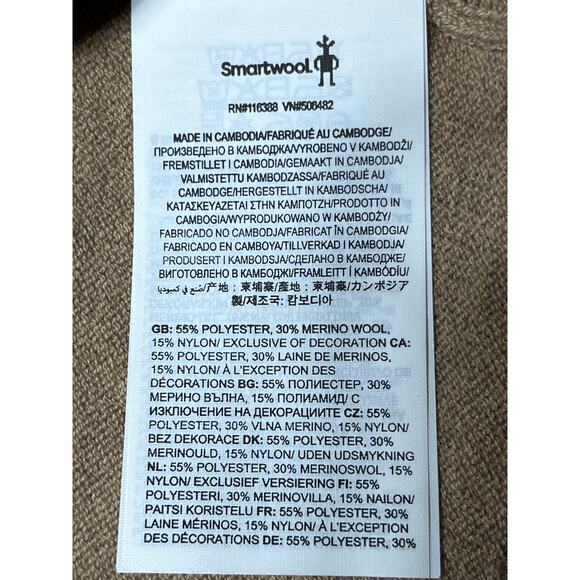 Smartwool
RN#116388 VN#506482
MADE IN CAMBODIA/FABRIQUÉ AU CAMBODGE/
ПРОИЗВЕДЕНО В КАМБОДЖА/VYROBENO V KAMBODŽI/
FREMSTILLET I CAMBODIA/GEMAAKT IN CAMBODJA/
VALMISTETTU KAMBODZASSA/FABRIQUÉ AU
CAMBODGE/HERGESTELLT IN KAMBODSCHA/
ΚΑΤΑΣΚΕΥΑΖΕΤΑΙ ΣΤΗΝ ΚΑΜΠΟΤΖΗ/PRODOTTO IN
CAMBOGIA/WYPRODUKOWANO W KAMBODŻY/
FABRICADO NO CAMBODJA/FABRICAT ÎN CAMBODGIA/
FABRICADO EN CAMBOYA/TILLVERKAD I KAMBODJA/
PRODUSERT I KAMBODSJA/СДЕЛАНО В КАМБОДЖЕ/
ВИГОТОВЛЕНО В КАМБОДЖІ/FRAMLEITT Í KAMBÓDÍU/
صُنع في كمبوديا/产地：柬埔寨/產地：柬埔寨/カンボジア
製/제조국: 캄보디아
GB: 55% POLYESTER, 30% MERINO WOOL,
15% NYLON/ EXCLUSIVE OF DECORATION CA:
55% POLYESTER, 30% LAINE DE MERINOS,
15% NYLON/ À L'EXCEPTION DES
DÉCORATIONS BG: 55% ПОЛИЕСТЕР, 30%
МЕРИНО ВЪЛНА, 15% ПОЛИАМИД/ С
ИЗКЛЮЧЕНИЕ НА ДЕКОРАЦИИТЕ CZ: 55%
POLYESTER, 30% VLNA MERINO, 15% NYLON/
BEZ DEKORACE DK: 55% POLYESTER, 30%
MERINOULD, 15% NYLON/ UDEN UDSMYKNING
NL: 55% POLYESTER, 30% MERINOSWOL, 15%
NYLON/ EXCLUSIEF VERSIERING FI: 55%
POLYESTERI, 30% MERINOVILLA, 15% NAILON/
PAITSI KORISTELU FR: 55% POLYESTER, 30%
LAINE MÉRINOS, 15% NYLON/ À L'EXCEPTION
DES DÉCORATIONS DE: 55% POLYESTER, 30%